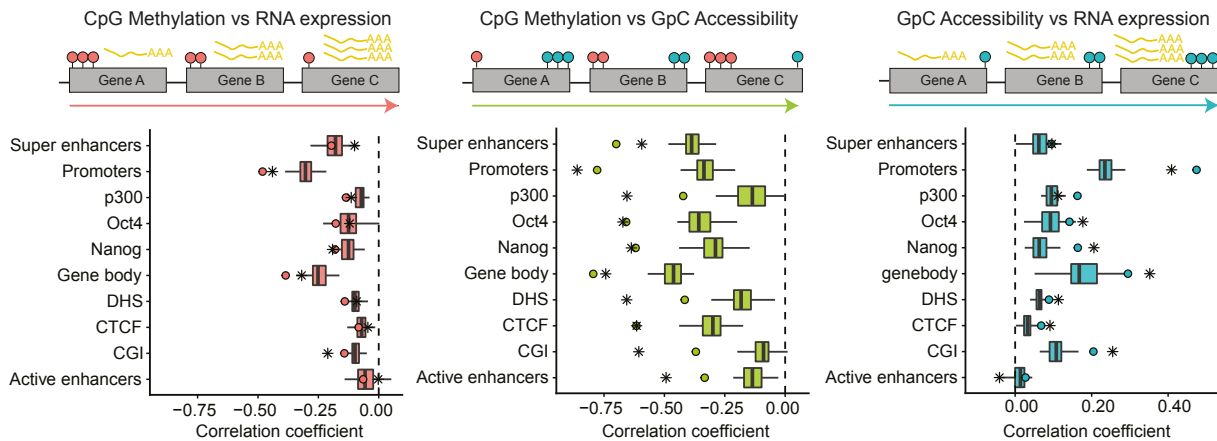 CpG Methylation vs RNA expression
AAA
AAA
AAA
AAA
AAA
AAA
Gene A
Gene B
Gene C
Super enhancers
Promoters
p300
Oct4
Nanog
Gene body
DHS
CTCF
CGI
Active enhancers
−0.75
−0.50
−0.25
0.00
Correlation coefficient
CpG Methylation vs GpC Accessibility
Gene A
Gene B
Gene C
Super enhancers
Promoters
p300
Oct4
Nanog
Gene body
DHS
CTCF
CGI
Active enhancers
−0.75
−0.50
−0.25
0.00
Correlation coefficient
GpC Accessibility vs RNA expression
AAA
AAA
AAA
AAA
AAA
AAA
Gene A
Gene B
Gene C
Super enhancers
Promoters
p300
Oct4
Nanog
genebody
DHS
CTCF
CGI
Active enhancers
0.00
0.20
0.40
Correlation coefficient